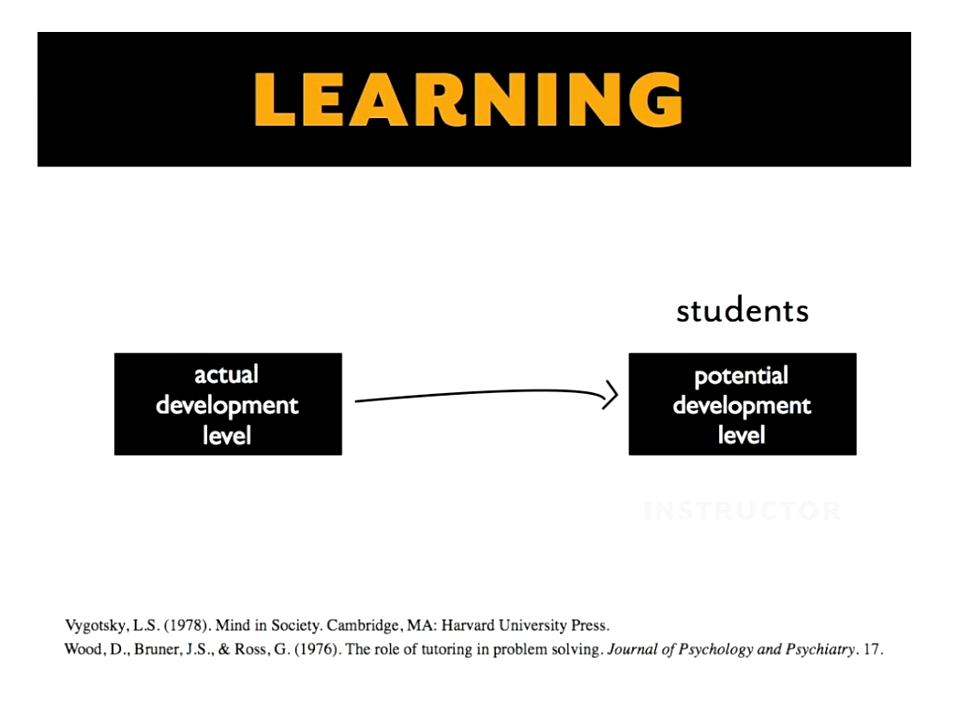 LEARNING
students
actual
development
level
potential
development
level
INSTRUCTOR
Vygotsky, L.S. (1978). Mind in Society. Cambridge, MA: Harvard University Press.
Wood, D., Bruner, J.S., & Ross, G. (1976). The role of tutoring in problem solving. Journal of Psychology and Psychiatry. 17.